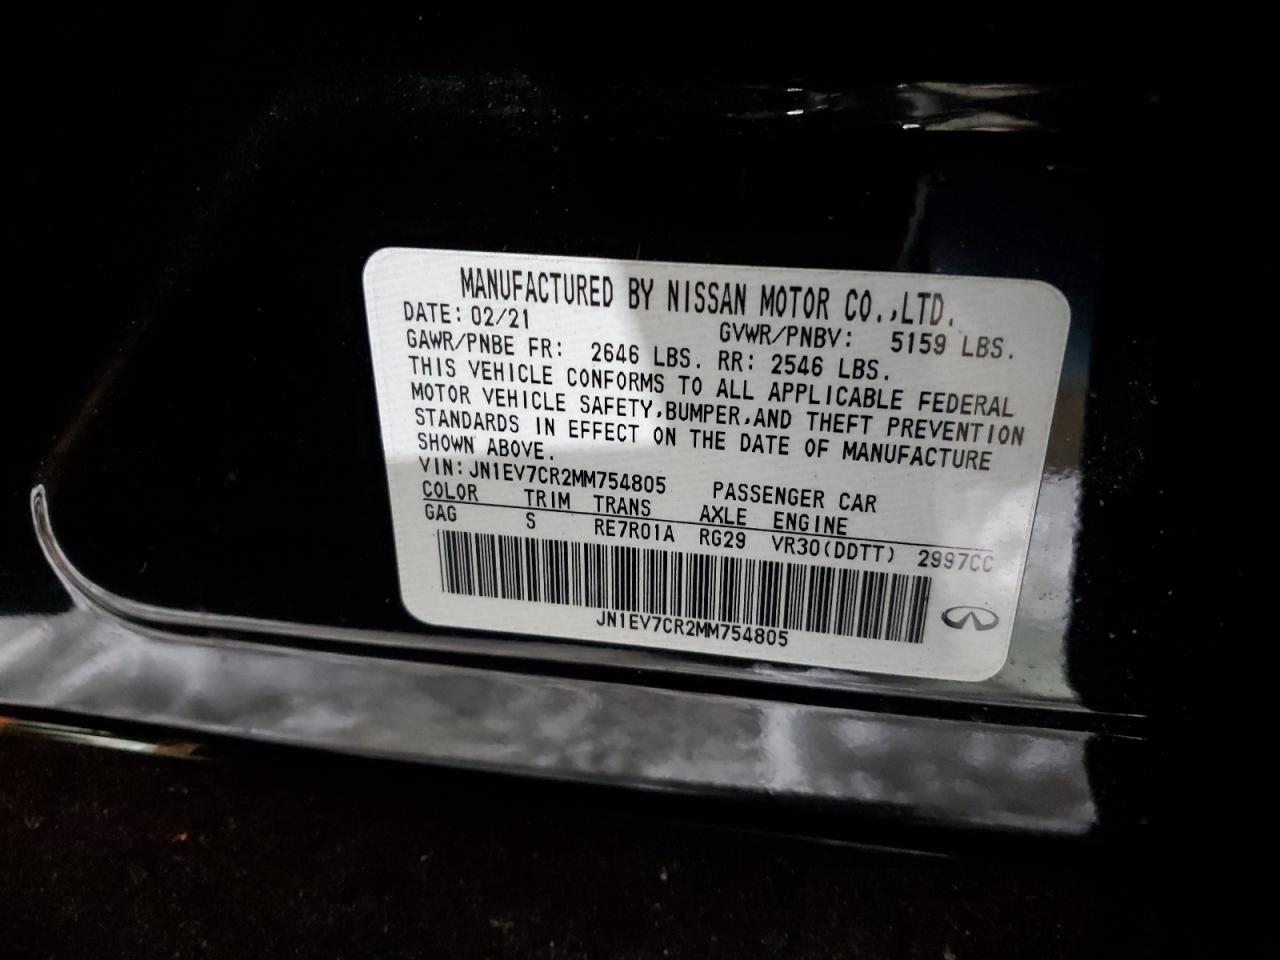 MANUFACTURED BY NISSAN MOTOR CO.,LTD.
DATE: 02/21 GVWR/PNBV: 5159 LBS.
GAWR/PNBE FR: 2646 LBS. RR: 2546 LBS.
THIS VEHICLE CONFORMS TO ALL APPLICABLE FEDERAL
MOTOR VEHICLE SAFETY,BUMPER,AND THEFT PREVENTION
STANDARDS IN EFFECT ON THE DATE OF MANUFACTURE
SHOWN ABOVE.
VIN: JN1EV7CR2MM754805 PASSENGER CAR
COLOR TRIM TRANS AXLE ENGINE
GAG S RE7R01A RG29 VR30(DDTT) 2997CC
JN1EV7CR2MM754805